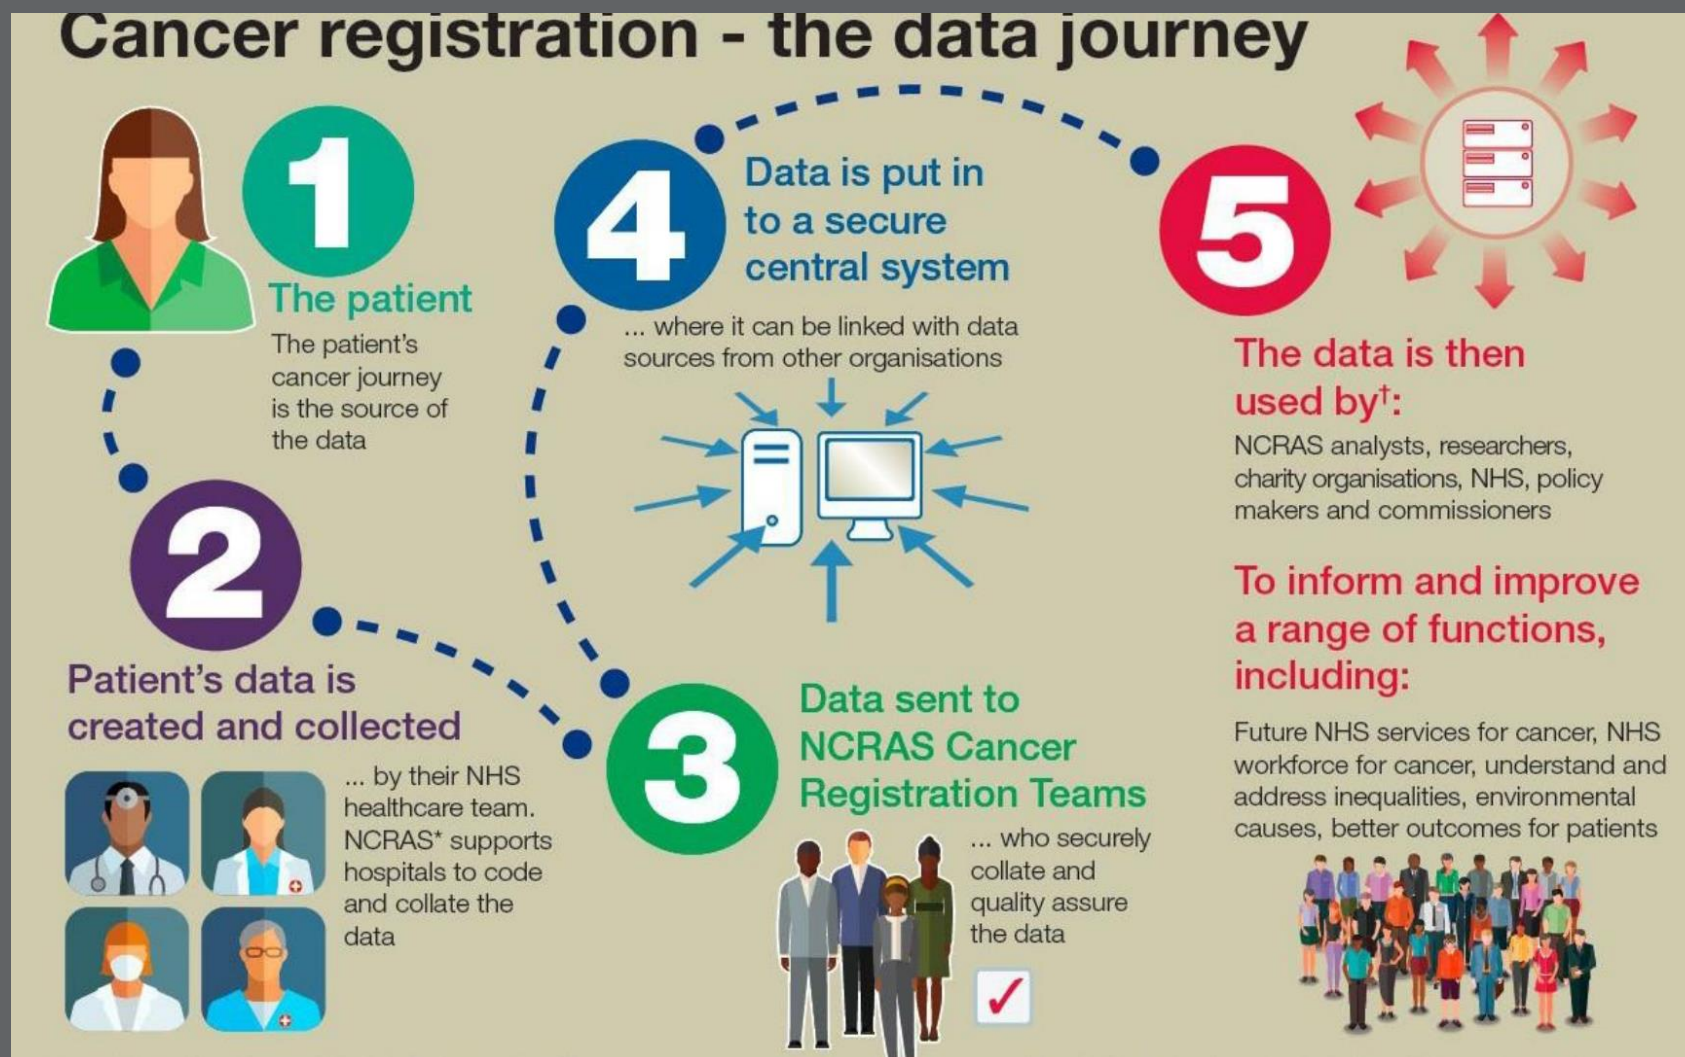 Cancer registration - the data journey
1
The patient
The patient's
cancer journey
is the source of
the data
2
Patient's data is
created and collected
... by their NHS
healthcare team.
NCRAS* supports
hospitals to code
and collate the
data
3
Data sent to
NCRAS Cancer
Registration Teams
... who securely
collate and
quality assure
the data
4
Data is put in
to a secure
central system
... where it can be linked with data
sources from other organisations
5
The data is then
used by†:
NCRAS analysts, researchers,
charity organisations, NHS, policy
makers and commissioners
To inform and improve
a range of functions,
including:
Future NHS services for cancer, NHS
workforce for cancer, understand and
address inequalities, environmental
causes, better outcomes for patients